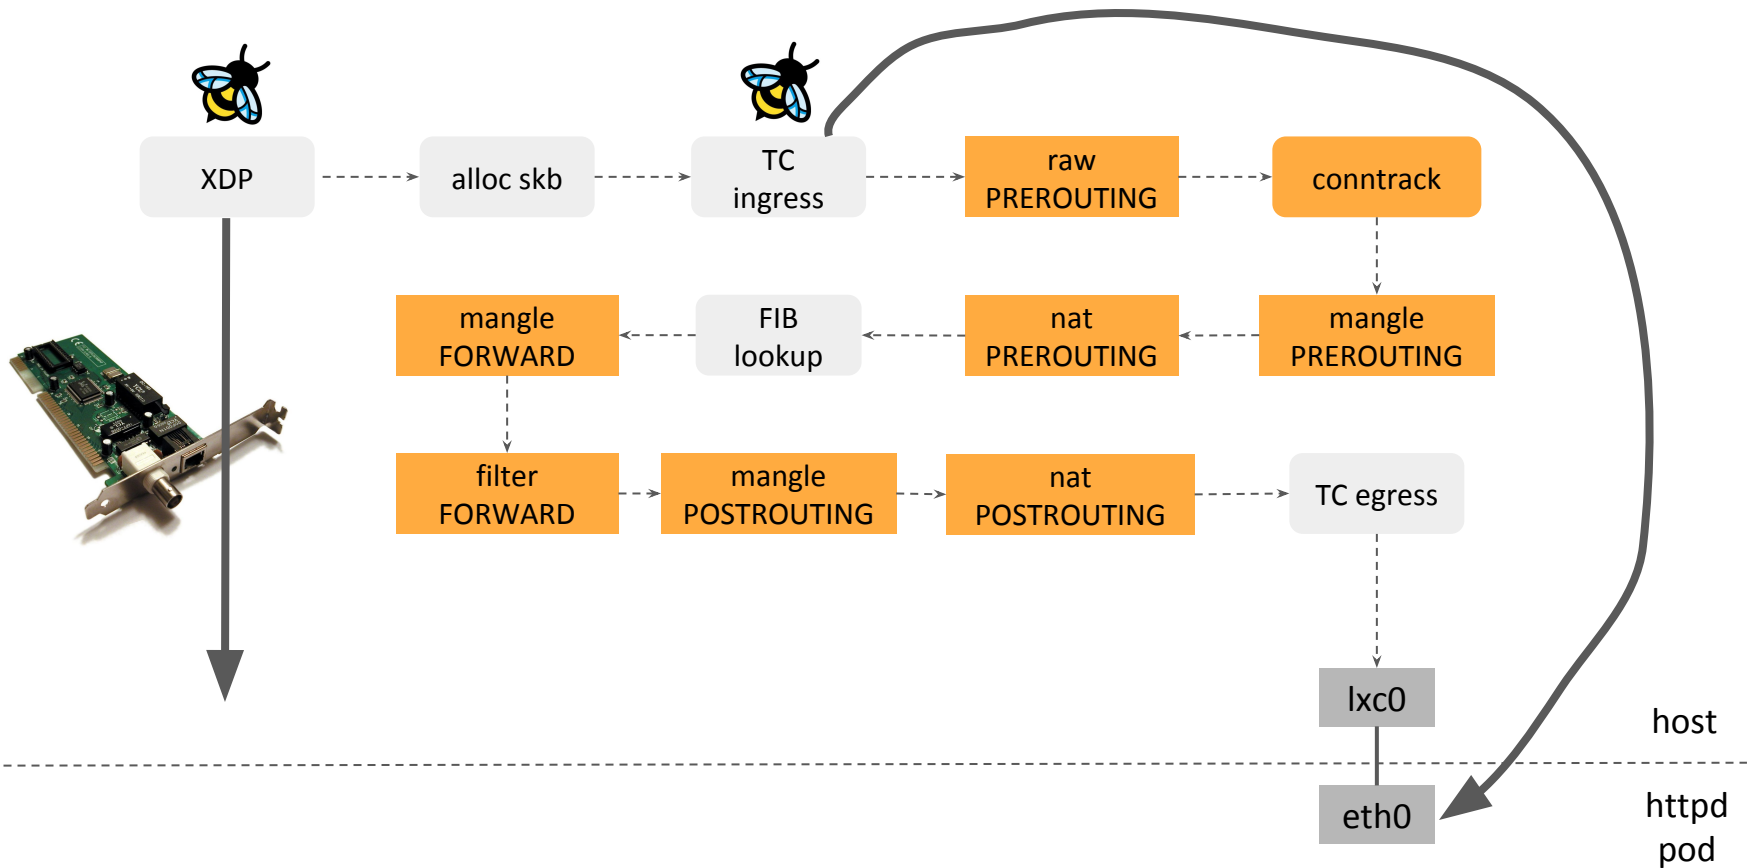 XDP
alloc skb
TC
ingress
raw
PREROUTING
conntrack
mangle
FORWARD
FIB
lookup
nat
PREROUTING
mangle
PREROUTING
filter
FORWARD
mangle
POSTROUTING
nat
POSTROUTING
TC egress
lxc0
host
eth0
httpd
pod